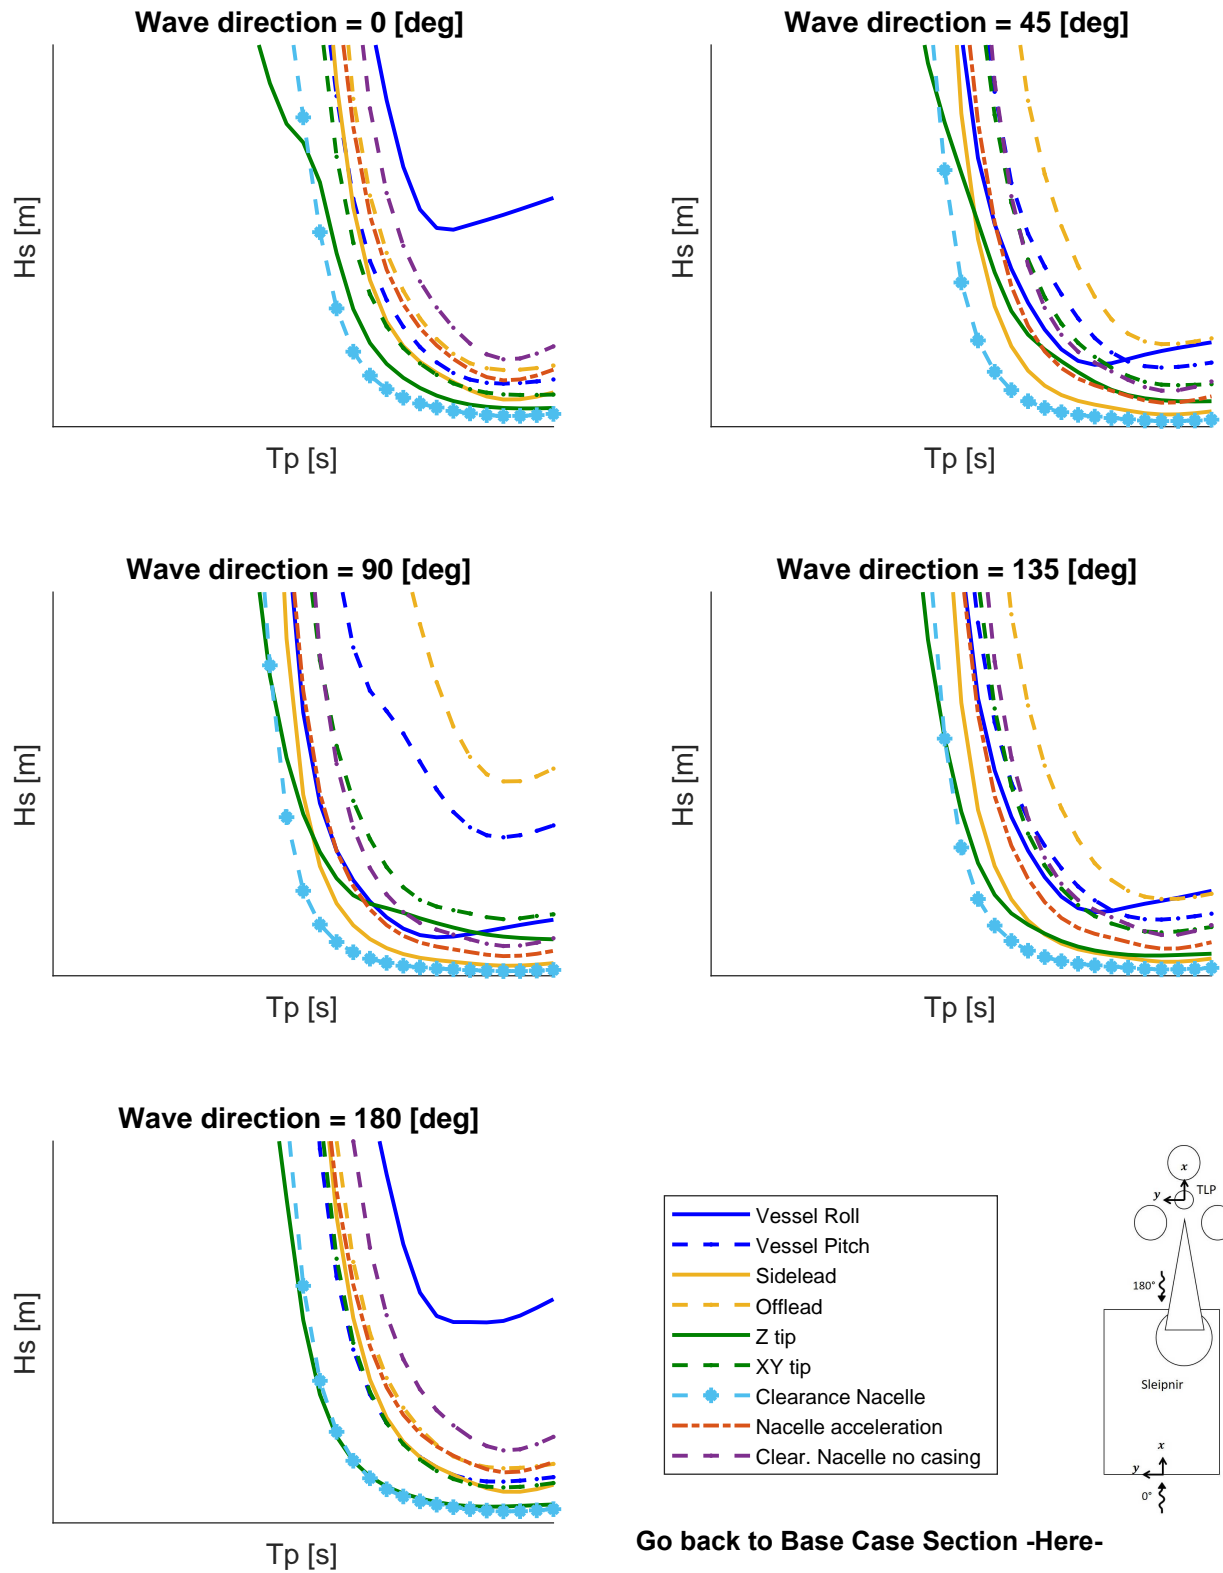 Wave direction = 0 [deg]
Hs [m]
Tp [s]
Wave direction = 45 [deg]
Hs [m]
Tp [s]
Wave direction = 90 [deg]
Hs [m]
Tp [s]
Wave direction = 135 [deg]
Hs [m]
Tp [s]
Wave direction = 180 [deg]
Hs [m]
Tp [s]
Vessel Roll
Vessel Pitch
Sidelead
Offlead
Z tip
XY tip
Clearance Nacelle
Nacelle acceleration
Clear. Nacelle no casing
x
TLP
y
180°
Sleipnir
x
y
0°
Go back to Base Case Section -Here-